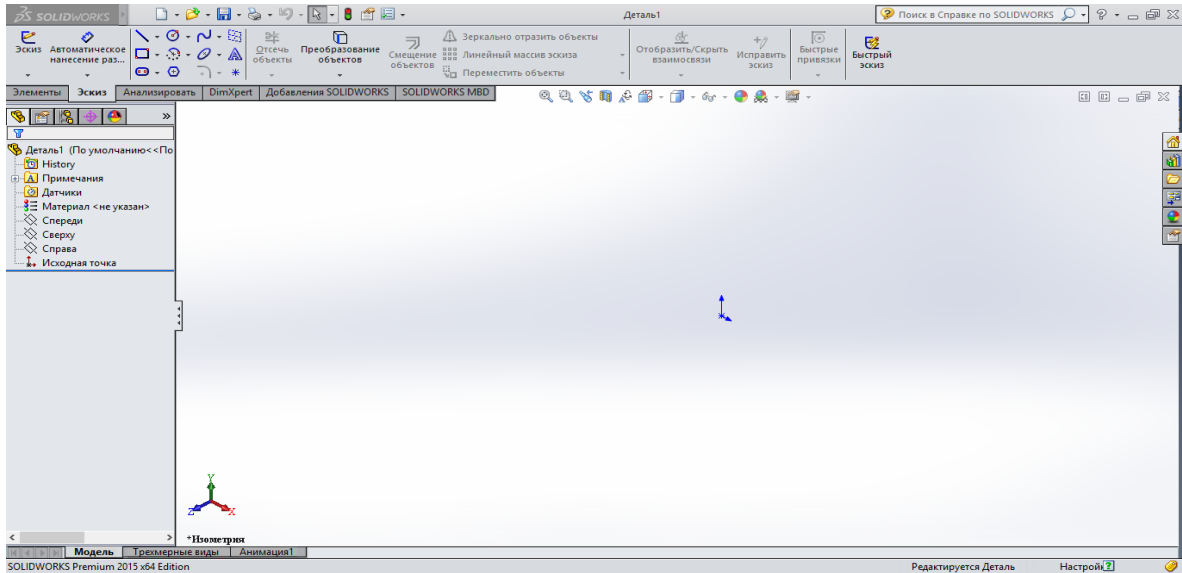 SOLIDWORKS
Деталь1
Поиск в Справке по SOLIDWORKS
Эскиз
Автоматическое
нанесение раз...
Отсечь
объекты
Преобразование
объектов
Смещение
объектов
Зеркально отразить объекты
Линейный массив эскиза
Переместить объекты
Отобразить/Скрыть
взаимосвязи
Исправить
эскиз
Быстрые
привязки
Быстрый
эскиз
Элементы
Эскиз
Анализировать
DimXpert
Добавления SOLIDWORKS
SOLIDWORKS MBD
Деталь1 (По умолчанию<<По
History
Примечания
Датчики
Материал <не указан>
Спереди
Сверху
Справа
Исходная точка
Y
Z
X
*Изометрия
Модель
Трехмерные виды
Анимация1
SOLIDWORKS Premium 2015 x64 Edition
Редактируется Деталь
Настрой